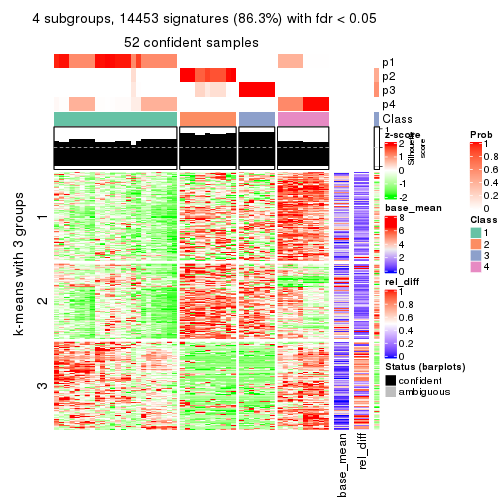 4 subgroups, 14453 signatures (86.3%) with fdr < 0.05
52 confident samples
p1
p2
p3
p4
Class
1
Silhouette
score
k-means with 3 groups
1
2
3
base_mean
rel_diff
z-score
2
1
0
-1
-2
base_mean
8
6
4
2
0
rel_diff
1
0.8
0.6
0.4
0.2
0
Status (barplots)
confident
ambiguous
Prob
1
0.8
0.6
0.4
0.2
0
Class
1
2
3
4